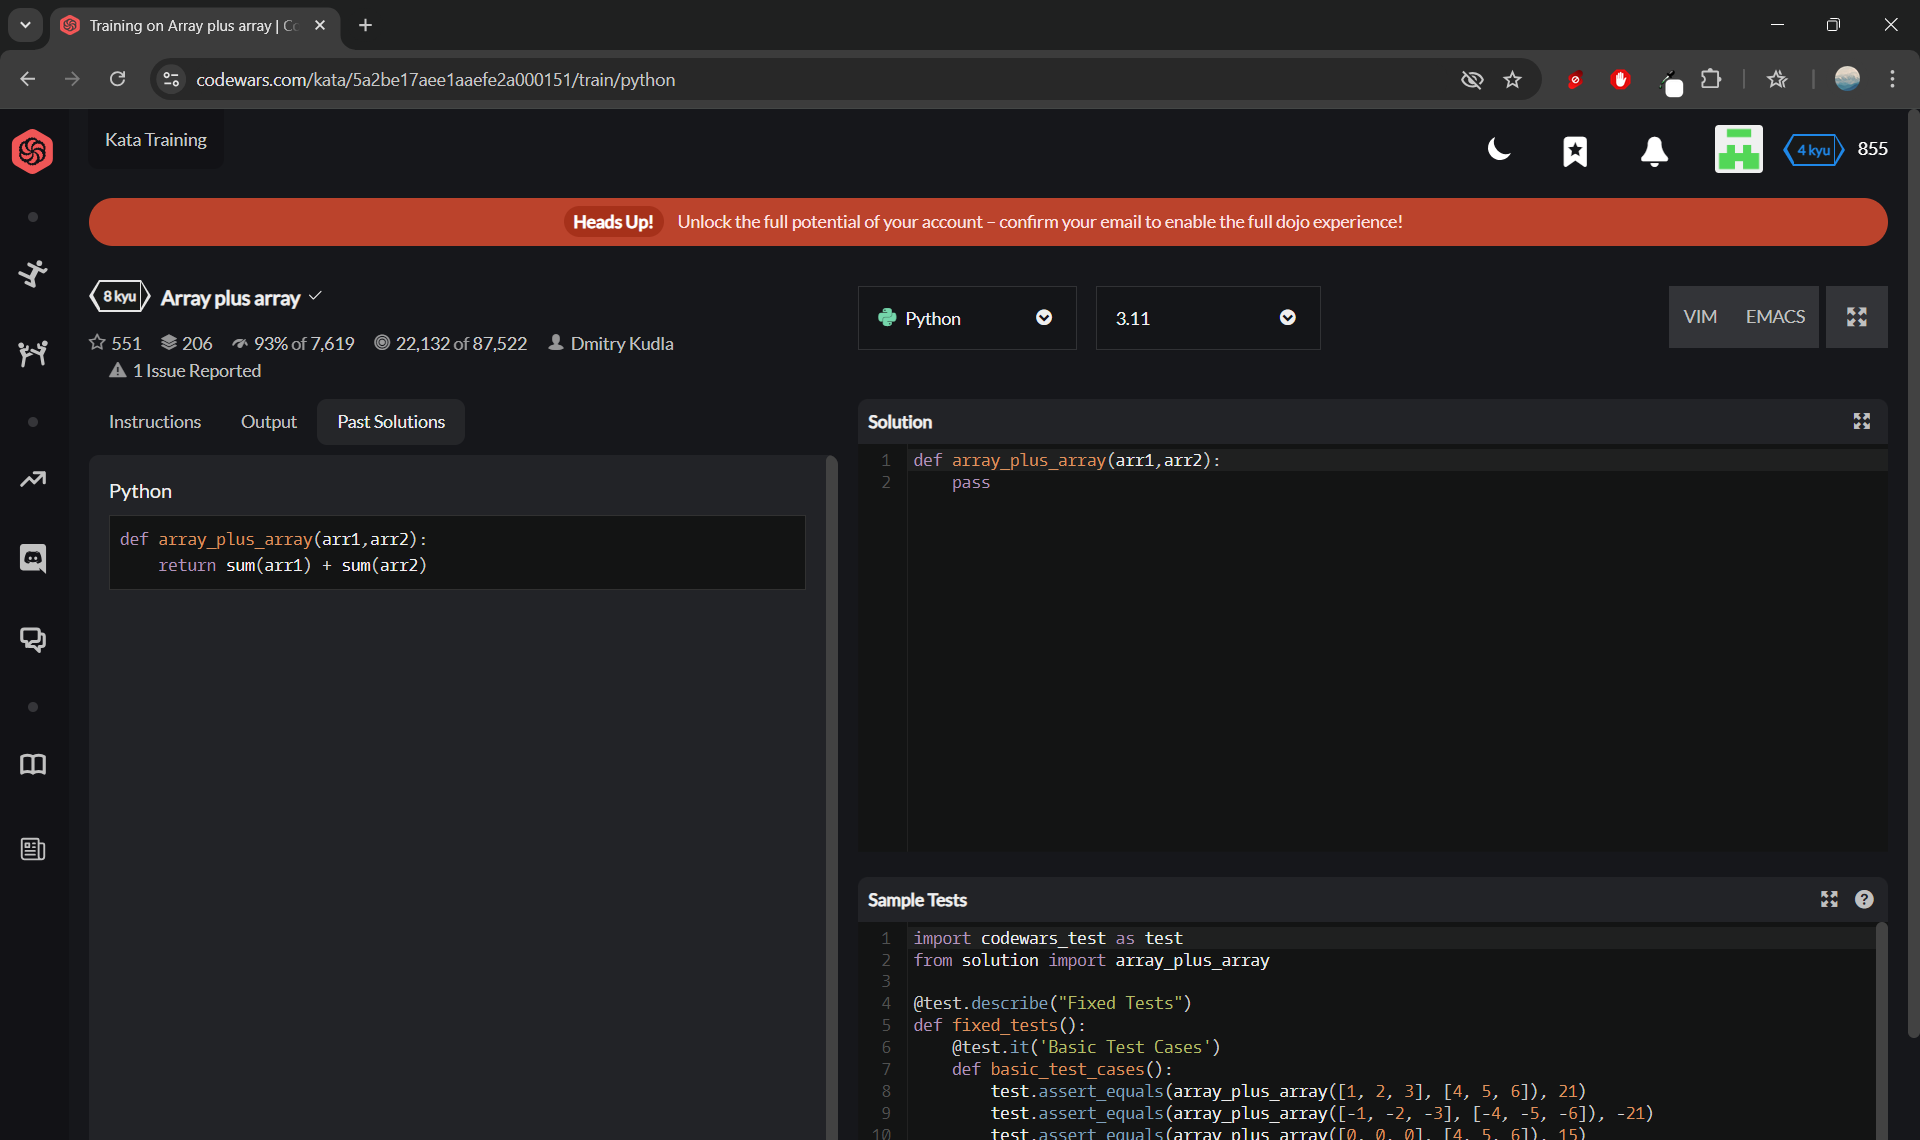 Training on Array plus array | Co
codewars.com/kata/5a2be17aee1aaefe2a000151/train/python
Kata Training
4 kyu 855
Heads Up! Unlock the full potential of your account – confirm your email to enable the full dojo experience!
8 kyu Array plus array
551 206 93% of 7,619 22,132 of 87,522 Dmitry Kudla
1 Issue Reported
Python 3.11 VIM EMACS
Instructions Output Past Solutions
Python
def array_plus_array(arr1,arr2):
    return sum(arr1) + sum(arr2)
Solution
1 def array_plus_array(arr1,arr2):
2     pass
Sample Tests
?
1 import codewars_test as test
2 from solution import array_plus_array
3
4 @test.describe("Fixed Tests")
5 def fixed_tests():
6     @test.it('Basic Test Cases')
7     def basic_test_cases():
8         test.assert_equals(array_plus_array([1, 2, 3], [4, 5, 6]), 21)
9         test.assert_equals(array_plus_array([-1, -2, -3], [-4, -5, -6]), -21)
10         test.assert_equals(array_plus_array([0, 0, 0], [4, 5, 6]), 15)